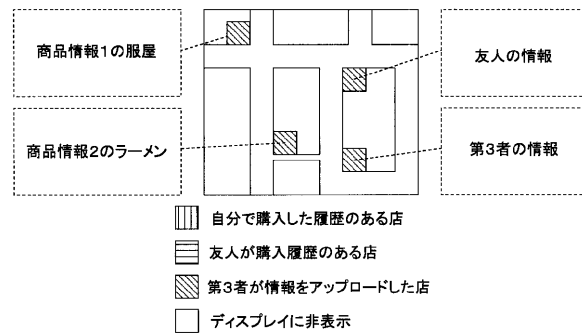 商品情報1の服屋
友人の情報
商品情報2のラーメン
第3者の情報
自分で購入した履歴のある店
友人が購入履歴のある店
第3者が情報をアップロードした店
ディスプレイに非表示